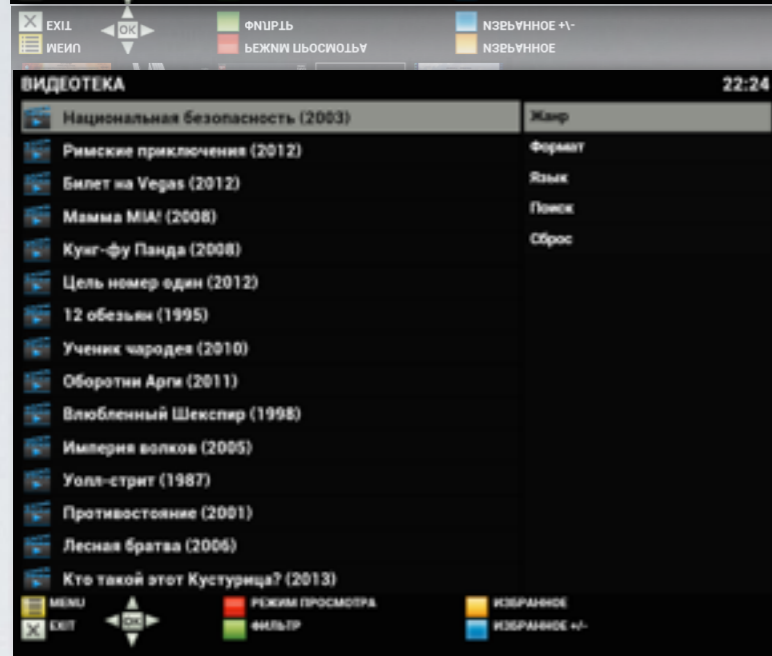 EXIT
OK
ФИЛЬТР
ИЗБРАННОЕ +/-
MENU
РЕЖИМ ПРОСМОТРА
ИЗБРАННОЕ
ВИДЕОТЕКА 22:24
Национальная безопасность (2003) Жанр
Римские приключения (2012) Формат
Билет на Vegas (2012) Язык
Мамма MIA! (2008) Поиск
Кунг-фу Панда (2008) Сброс
Цель номер один (2012)
12 обезьян (1995)
Ученик чародея (2010)
Оборотни Арги (2011)
Влюбленный Шекспир (1998)
Империя волков (2005)
Уолл-стрит (1987)
Противостояние (2001)
Лесная братва (2006)
Кто такой этот Кустурица? (2013)
MENU РЕЖИМ ПРОСМОТРА ИЗБРАННОЕ
EXIT OK ФИЛЬТР ИЗБРАННОЕ +/-